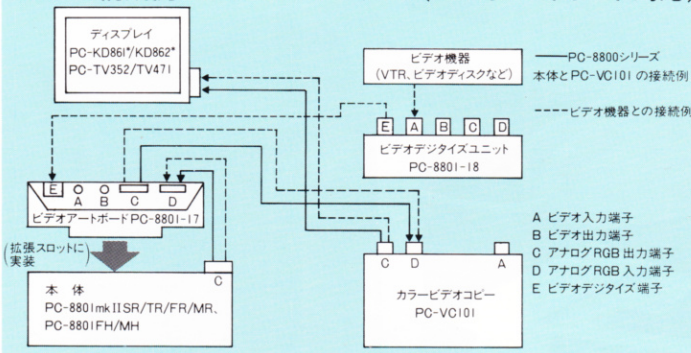 ディスプレイ
PC-KD861*/KD862*
PC-TV352/TV471
ビデオ機器
(VTR、ビデオディスクなど)
PC-8800シリーズ
本体とPC-VC101 の接続例
ビデオ機器との接続例
E A B C D
ビデオデジタイズユニット
PC-8801-18
E A B C D
ビデオアートボードPC-8801-17
(拡張スロットに実装)
C
本 体
PC-8801mkⅡSR/TR/FR/MR、
PC-8801FH/MH
C D A
カラービデオコピー
PC-VC101
A ビデオ入力端子
B ビデオ出力端子
C アナログRGB出力端子
D アナログRGB入力端子
E ビデオデジタイズ端子